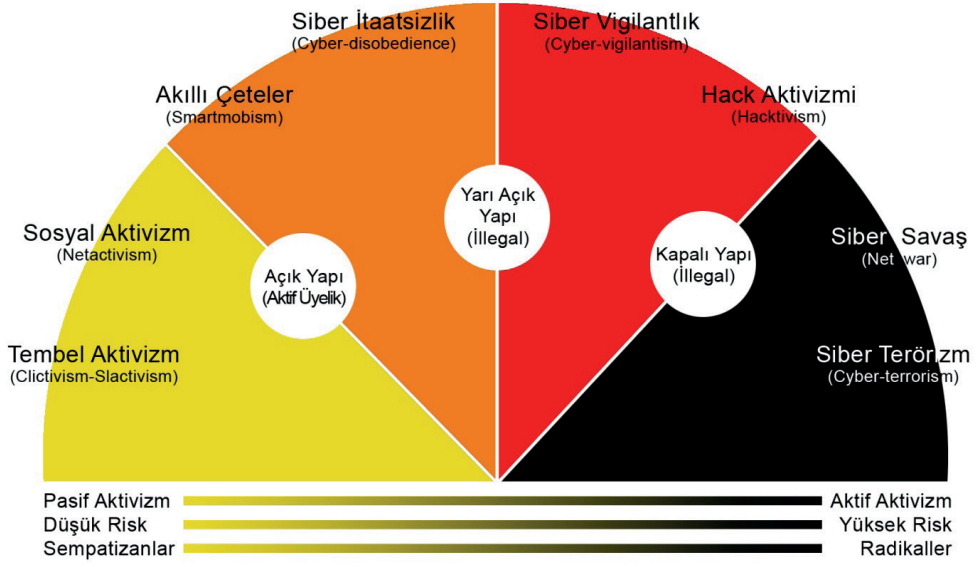 Siber İtaatsizlik
(Cyber-disobedience)
Siber Vigilantlık
(Cyber-vigilantism)
Akıllı Çeteler
(Smartmobism)
Hack Aktivizmi
(Hacktivism)
Sosyal Aktivizm
(Netactivism)
Yarı Açık
Yapı
(İllegal)
Siber Savaş
(Net war)
Açık Yapı
(Aktif Üyelik)
Kapalı Yapı
(İllegal)
Tembel Aktivizm
(Clictivism-Slactivism)
Siber Terörizm
(Cyber-terrorism)
Pasif Aktivizm
Aktif Aktivizm
Düşük Risk
Yüksek Risk
Sempatizanlar
Radikaller